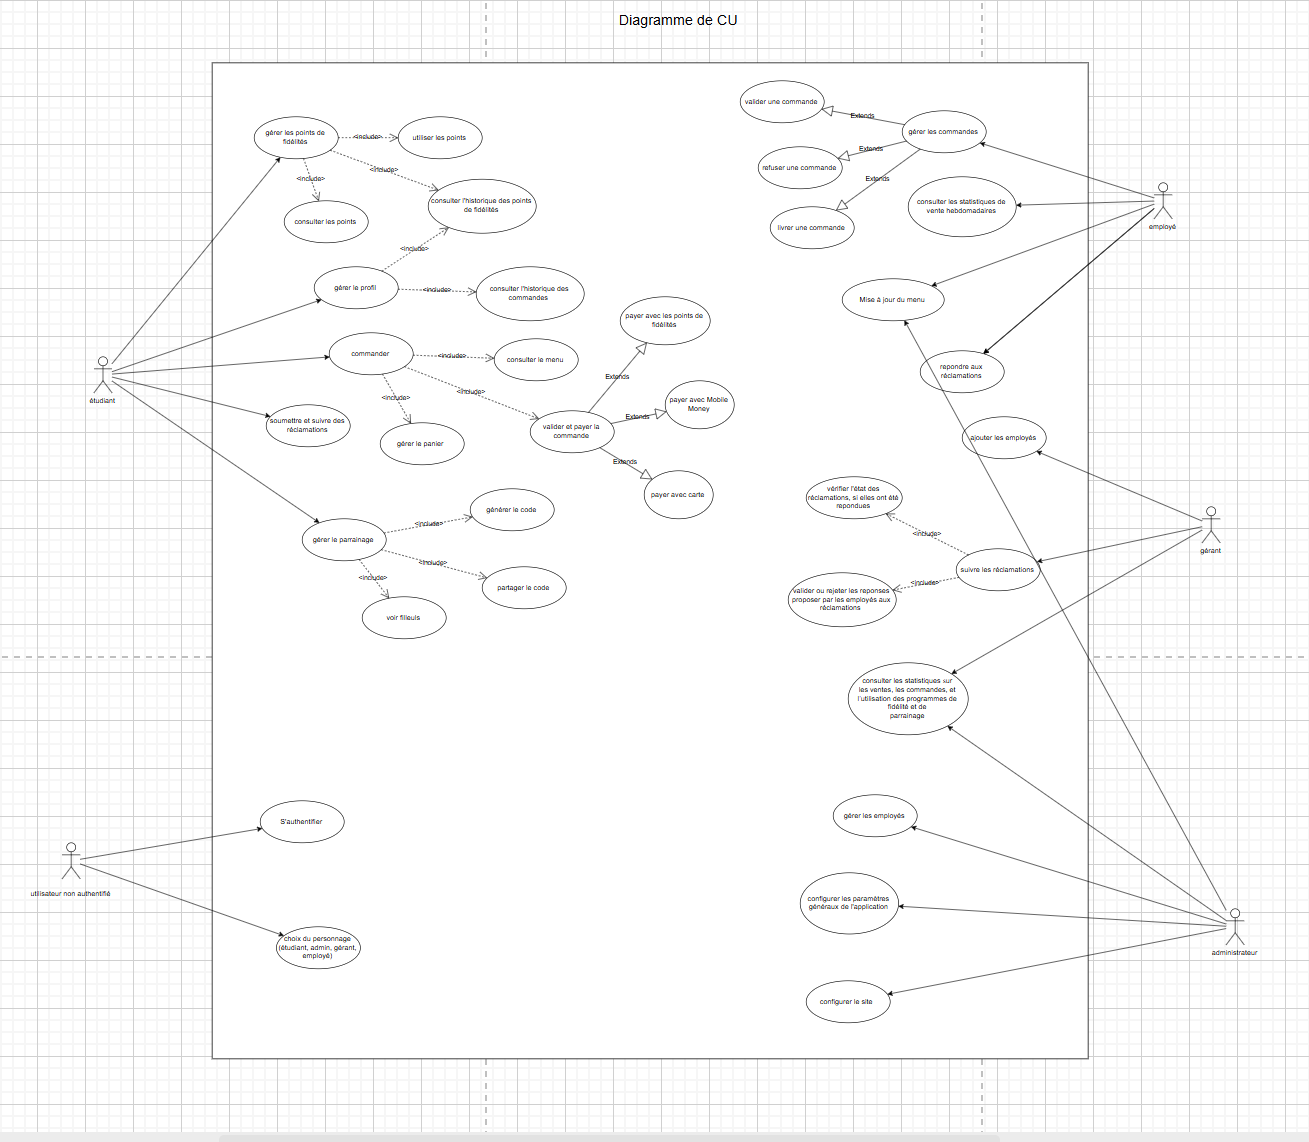 Diagramme de CU
valider une commande
Extends
gérer les commandes
Extends
refuser une commande
Extends
livrer une commande
consulter les statistiques de
vente hebdomadaires
employé
Mise à jour du menu
repondre aux
réclamations
gérer les points de
fidélités
<include>
utiliser les points
<include>
<include>
consulter les points
consulter l'historique des points
de fidélités
<include>
gérer le profil
<include>
consulter l'historique des
commandes
commander
<include>
consulter le menu
<include>
<include>
gérer le panier
étudiant
soumettre et suivre des
réclamations
valider et payer la
commande
payer avec les points de
fidélités
Extends
payer avec Mobile
Money
Extends
Extends
payer avec carte
gérer le parrainage
<include>
générer le code
<include>
partager le code
<include>
voir filleuls
ajouter les employés
gérant
vérifier l'état des
réclamations, si elles ont été
repondues
<include>
suivre les réclamations
<include>
valider ou rejeter les reponses
proposer par les employés aux
réclamations
consulter les statistiques sur
les ventes, les commandes, et
l'utilisation des programmes de
fidélité et de
parrainage
S'authentifier
utilisateur non authentifié
choix du personnage
(étudiant, admin, gérant,
employé)
gérer les employés
configurer les paramètres
généraux de l'application
administrateur
configurer le site